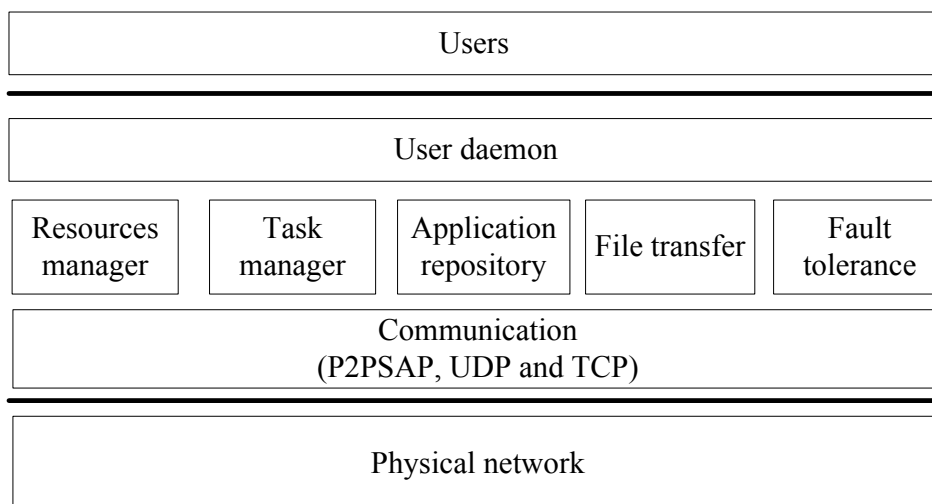 Users
User daemon
Resources
manager
Task
manager
Application
repository
File transfer
Fault
tolerance
Communication
(P2PSAP, UDP and TCP)
Physical network